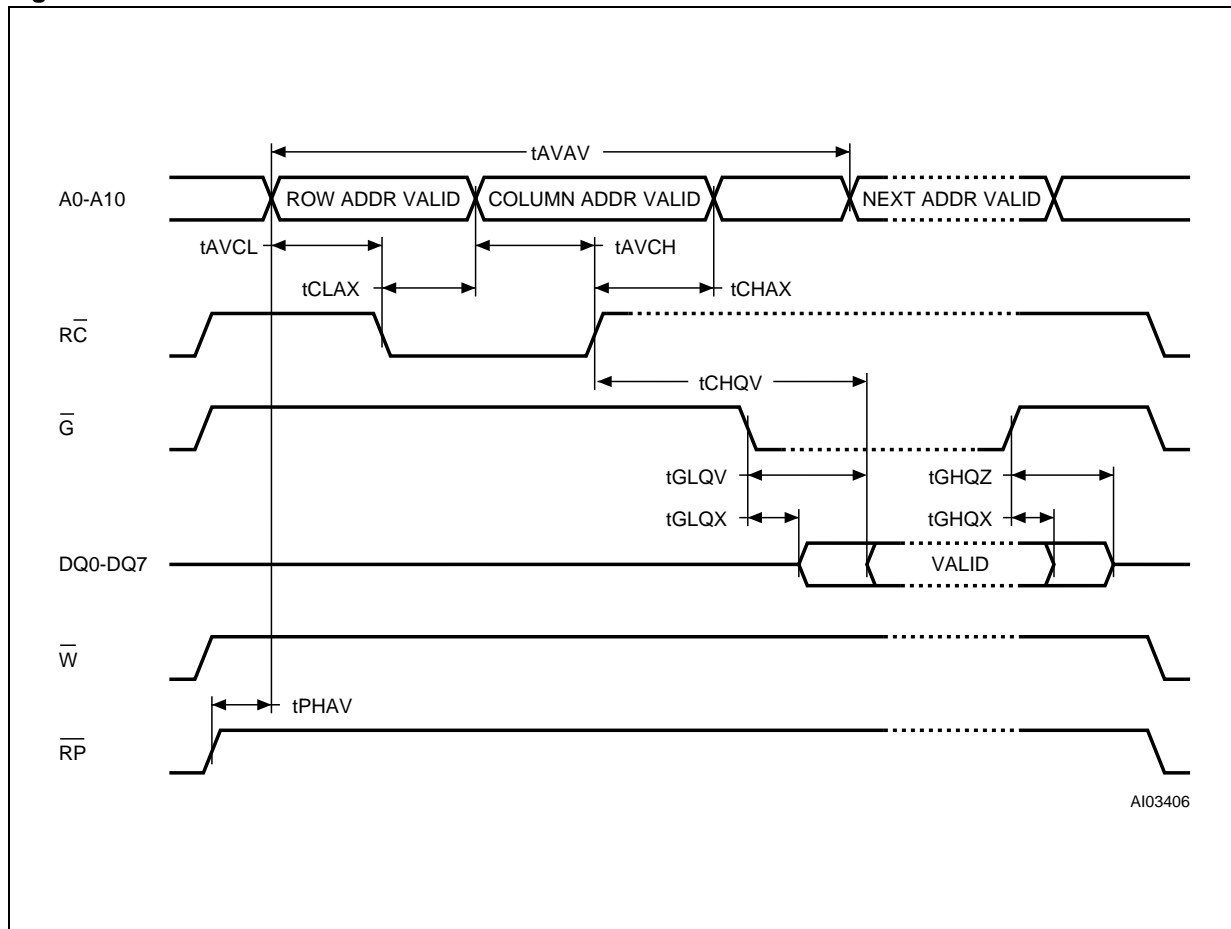 tAVAV
A0-A10
ROW ADDR VALID
COLUMN ADDR VALID
NEXT ADDR VALID
tAVCL
tAVCH
tCLAX
tCHAX
RC̅
tCHQV
G̅
tGLQV
tGHQZ
tGLQX
tGHQX
DQ0-DQ7
VALID
W̅
tPHAV
R̅P̅
AI03406